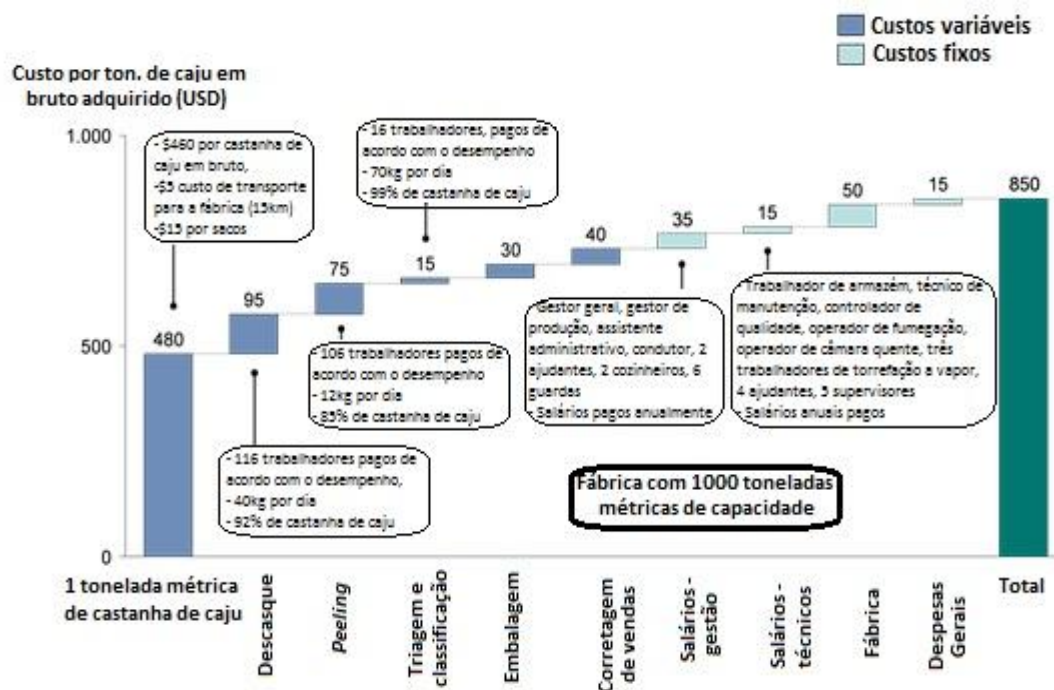 Custos variáveis
Custos fixos
Custo por ton. de caju em
bruto adquirido (USD)
1.000
500
0
- $460 por castanha de
caju em bruto,
-$5 custo de transporte
para a fábrica (15km)
-$15 por sacos
- 16 trabalhadores, pagos de
acordo com o desempenho
- 70kg por dia
- 99% de castanha de caju
480
95
75
15
30
40
35
15
50
15
850
- 116 trabalhadores pagos de
acordo com o desempenho,
- 40kg por dia
- 92% de castanha de caju
- 106 trabalhadores pagos de
acordo com o desempenho
- 12kg por dia
- 85% de castanha de caju
- Gestor geral, gestor de
produção, assistente
administrativo, condutor, 2
ajudantes, 2 cozinheiros, 6
guardas
- Salários pagos anualmente
- Trabalhador de armazém, técnico de
manutenção, controlador de
qualidade, operador de fumegação,
operador de câmara quente, três
trabalhadores de torrefação a vapor,
4 ajudantes, 5 supervisores
- Salários anuais pagos
Fábrica com 1000 toneladas
métricas de capacidade
1 tonelada métrica
de castanha de caju
Descasque
Peeling
Triagem e
classificação
Embalagem
Corretagem
de vendas
Salários -
gestão
Salários -
técnicos
Fábrica
Despesas
Gerais
Total